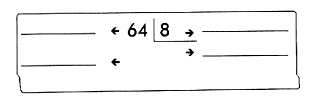 ← 64 8 →
→
←